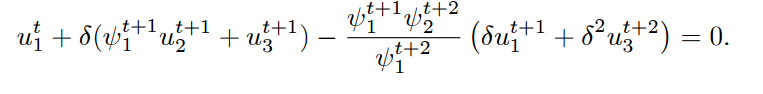 $u_1^t + \delta(\psi_1^{t+1} u_2^{t+1} + u_3^{t+1}) - \frac{\psi_1^{t+1} \psi_2^{t+2}}{\psi_1^{t+2}} \left( \delta u_1^{t+1} + \delta^2 u_3^{t+2} \right) = 0.$